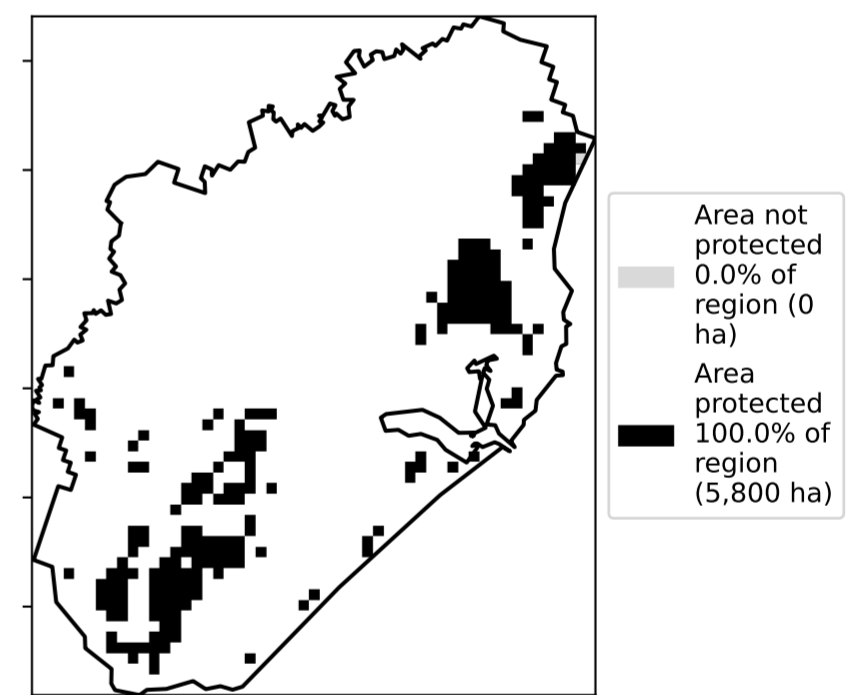 Area not
protected
0.0% of
region (0
ha)
Area
protected
100.0% of
region
(5,800 ha)